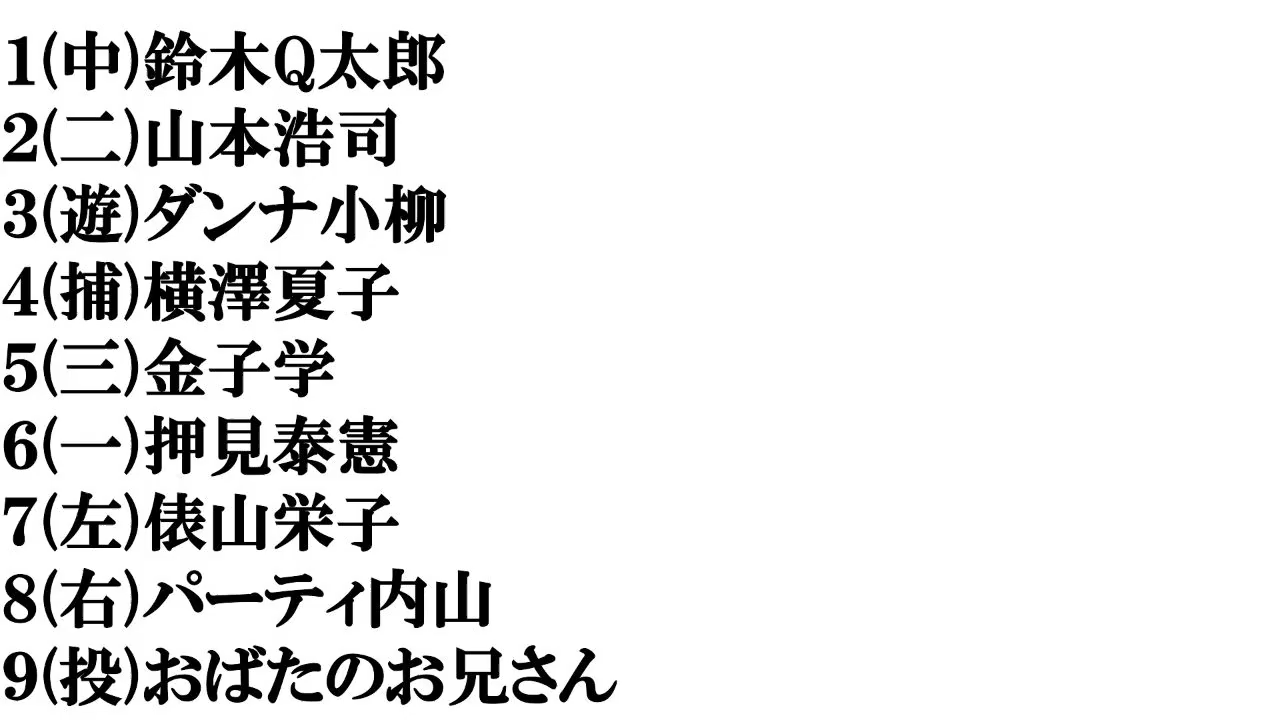 1(中)鈴木Q太郎
2(二)山本浩司
3(遊)ダンナ小柳
4(捕)横澤夏子
5(三)金子学
6(一)押見泰憲
7(左)俵山栄子
8(右)パーティ内山
9(投)おばたのお兄さん